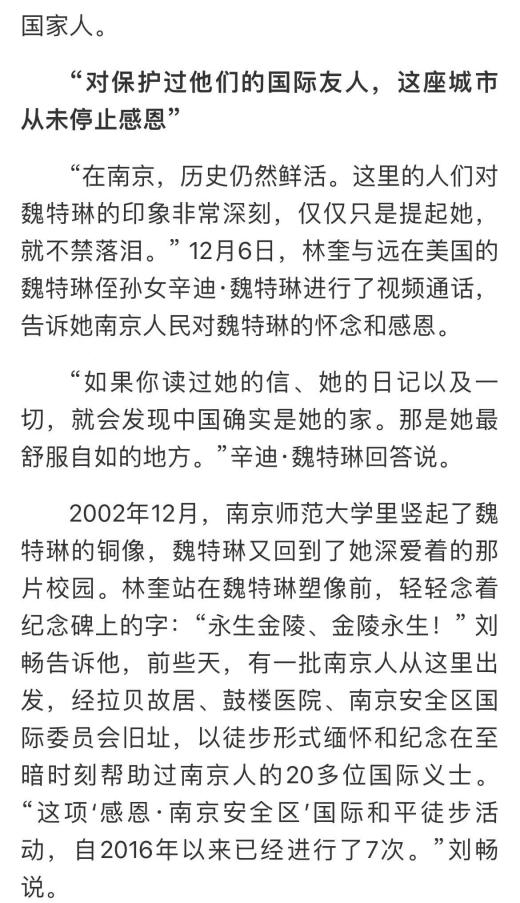 国家人。
“对保护过他们的国际友人，这座城市
从未停止感恩”
“在南京，历史仍然鲜活。这里的人们对
魏特琳的印象非常深刻，仅仅只是提起她，
就不禁落泪。” 12月6日，林奎与远在美国的
魏特琳侄孙女辛迪·魏特琳进行了视频通话，
告诉她南京人民对魏特琳的怀念和感恩。
“如果你读过她的信、她的日记以及一
切，就会发现中国确实是她的家。那是她最
舒服自如的地方。”辛迪·魏特琳回答说。
2002年12月，南京师范大学里竖起了魏
特琳的铜像，魏特琳又回到了她深爱着的那
片校园。林奎站在魏特琳塑像前，轻轻念着
纪念碑上的字：“永生金陵、金陵永生！” 刘
畅告诉他，前些天，有一批南京人从这里出
发，经拉贝故居、鼓楼医院、南京安全区国
际委员会旧址，以徒步形式缅怀和纪念在至
暗时刻帮助过南京人的20多位国际义士。
“这项‘感恩·南京安全区’国际和平徒步活
动，自2016年以来已经进行了7次。”刘畅
说。